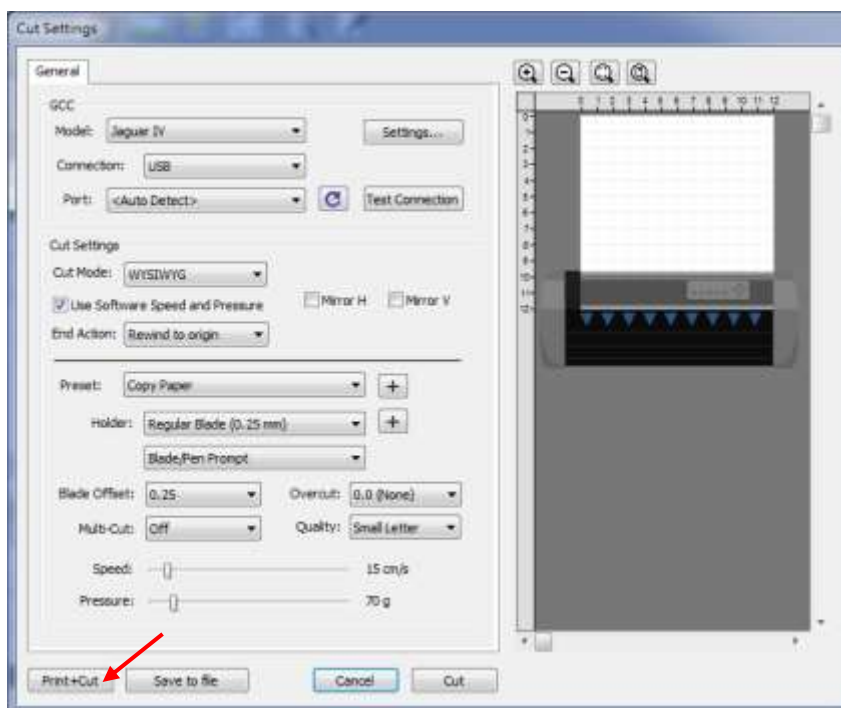 Cut Settings
General
GCC
Model: Jaguar IV Settings...
Connection: USB
Port: <Auto Detect> Test Connection
Cut Settings
Cut Mode: WYSIWYG
Use Software Speed and Pressure Mirror H Mirror V
End Action: Rewind to origin
Preset: Copy Paper +
Holder: Regular Blade (0.25 mm) +
Blade/Pen Prompt
Blade Offset: 0.25 Overcut: 0.0 (None)
Multi-Cut: Off Quality: Small Letter
Speed: 15 cm/s
Pressure: 70 g
Print+Cut Save to file Cancel Cut